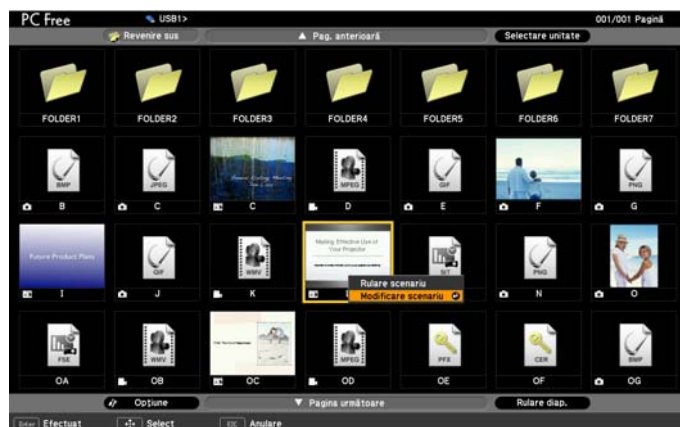 PC Free USB1> 001/001 Pagină
Revenire sus Pag. anterioară Selectare unitate
FOLDER1 FOLDER2 FOLDER3 FOLDER4 FOLDER5 FOLDER6 FOLDER7
BMP JPEG General Evening Meeting MPEG GIF PNG
B C C D E F G
Future Product Plans GIF WMV Making Effective Use of
Your Projector SIT PNG
Rulare scenariu
Modificare scenariu
I J K N O
FSE WMV MPEG PFX CER BMP
OA OB OC OD OE OF OG
Opțiune Pagina următoare Rulare diap.
Enter Efectuat Select ESC Anulare